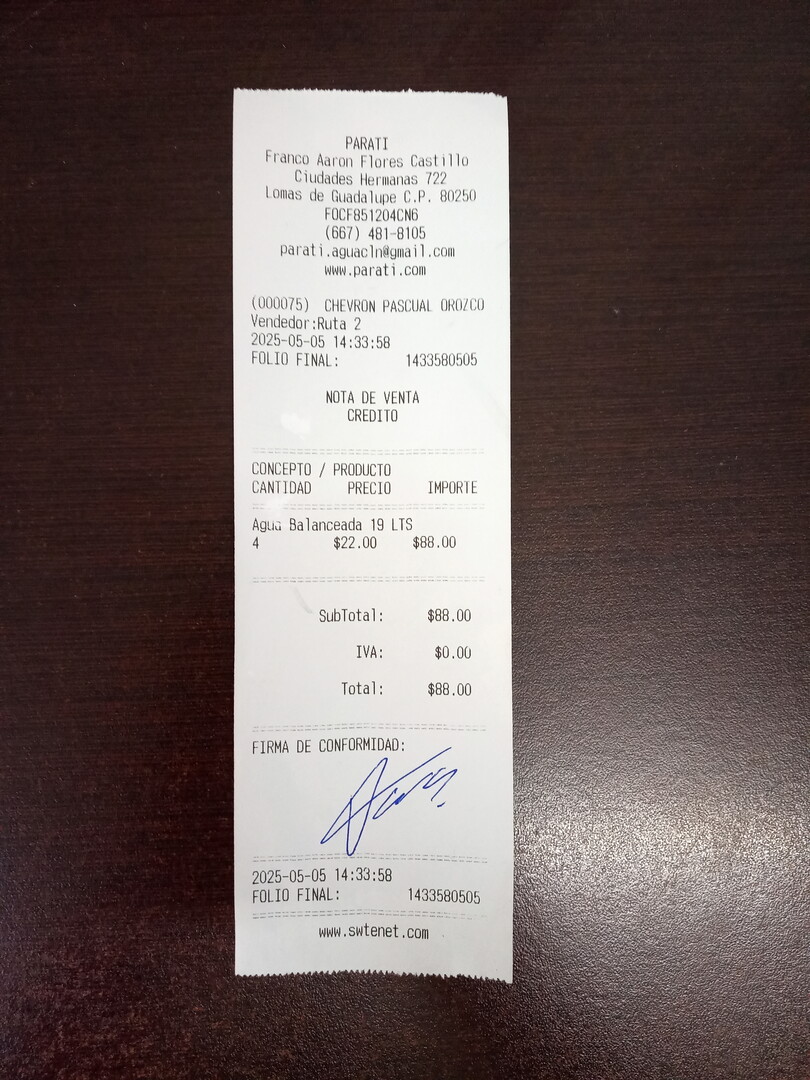 PARATI
Franco Aaron Flores Castillo
Ciudades Hermanas 722
Lomas de Guadalupe C.P. 80250
FOCF851204CN6
(667) 481-8105
parati.aguacln@gmail.com
www.parati.com
(000075) CHEVRON PASCUAL OROZCO
Vendedor:Ruta 2
2025-05-05 14:33:58
FOLIO FINAL: 1433580505
NOTA DE VENTA
CREDITO
CONCEPTO / PRODUCTO
CANTIDAD PRECIO IMPORTE
Agua Balanceada 19 LTS
4 $22.00 $88.00
SubTotal: $88.00
IVA: $0.00
Total: $88.00
FIRMA DE CONFORMIDAD:
2025-05-05 14:33:58
FOLIO FINAL: 1433580505
www.swtenet.com